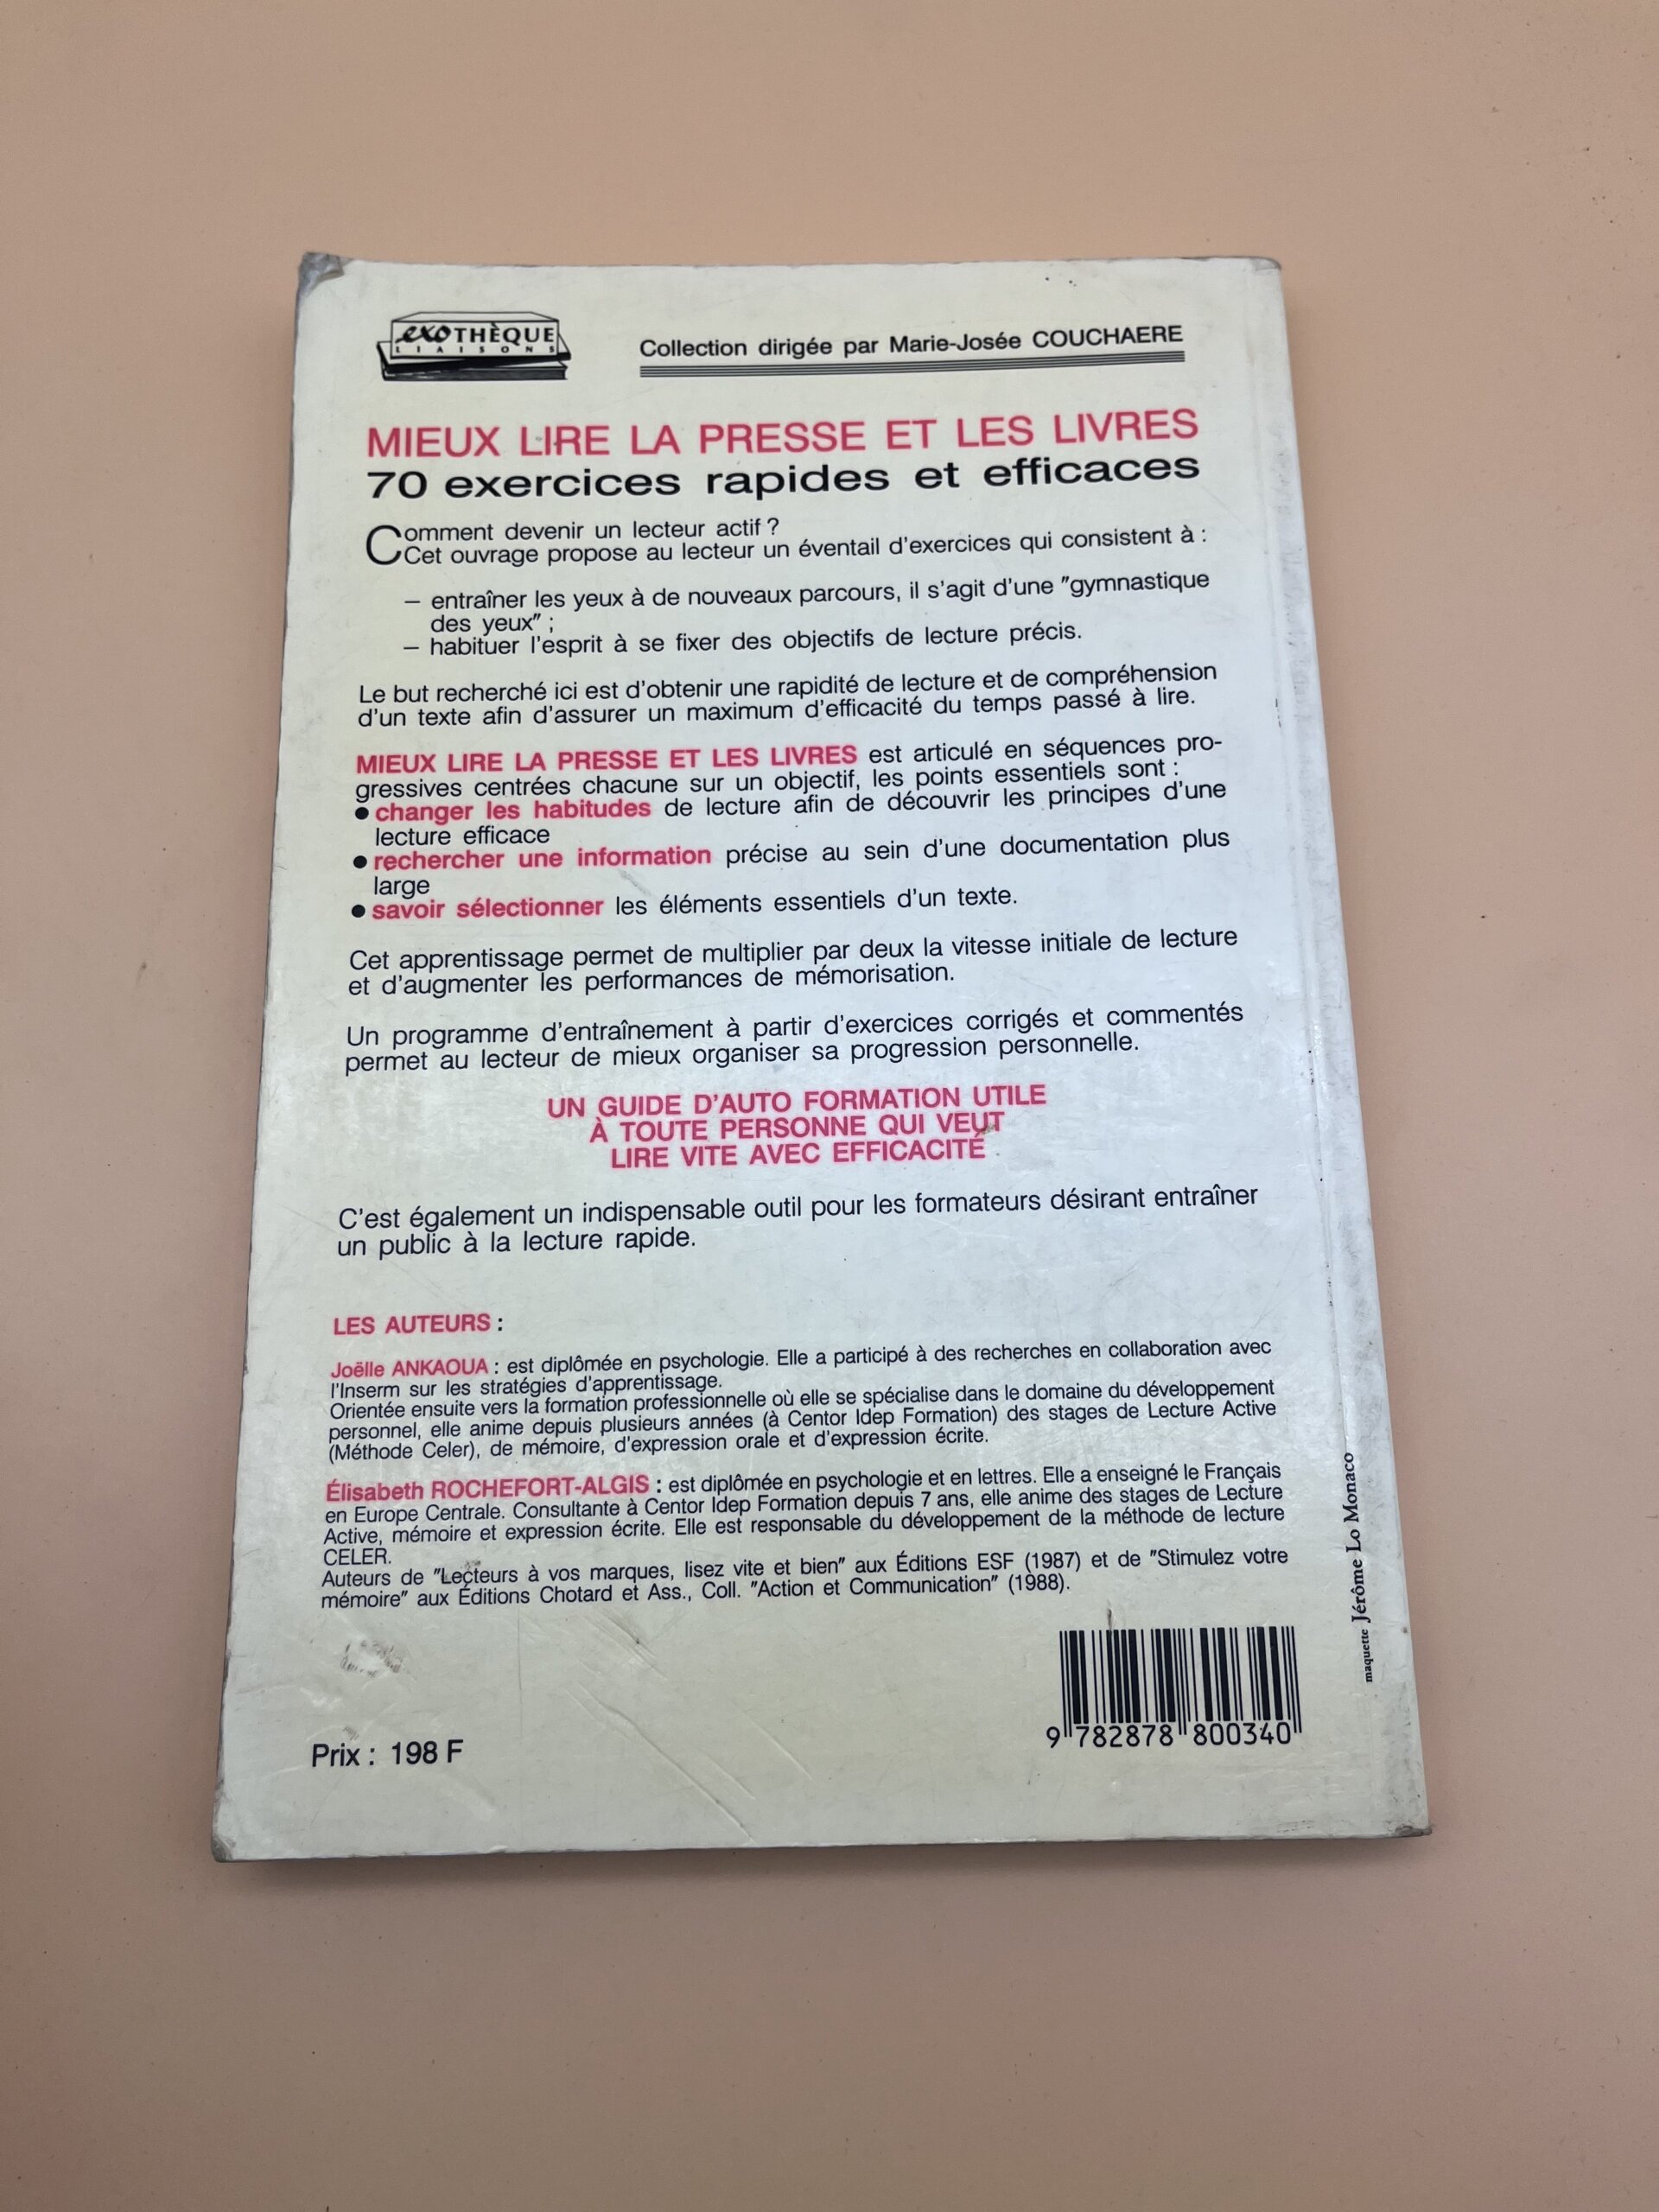 exoTHÈQUE
LIAISONS
Collection dirigée par Marie-Josée COUCHAERE
MIEUX LIRE LA PRESSE ET LES LIVRES
70 exercices rapides et efficaces
Comment devenir un lecteur actif ?
Cet ouvrage propose au lecteur un éventail d'exercices qui consistent à :
— entraîner les yeux à de nouveaux parcours, il s'agit d'une "gymnastique
des yeux" ;
— habituer l'esprit à se fixer des objectifs de lecture précis.
Le but recherché ici est d'obtenir une rapidité de lecture et de compréhension
d'un texte afin d'assurer un maximum d'efficacité du temps passé à lire.
MIEUX LIRE LA PRESSE ET LES LIVRES est articulé en séquences pro-
gressives centrées chacune sur un objectif, les points essentiels sont :
● changer les habitudes de lecture afin de découvrir les principes d'une
lecture efficace
● rechercher une information précise au sein d'une documentation plus
large
● savoir sélectionner les éléments essentiels d'un texte.
Cet apprentissage permet de multiplier par deux la vitesse initiale de lecture
et d'augmenter les performances de mémorisation.
Un programme d'entraînement à partir d'exercices corrigés et commentés
permet au lecteur de mieux organiser sa progression personnelle.
UN GUIDE D'AUTO FORMATION UTILE
À TOUTE PERSONNE QUI VEUT
LIRE VITE AVEC EFFICACITÉ
C'est également un indispensable outil pour les formateurs désirant entraîner
un public à la lecture rapide.
LES AUTEURS :
Joëlle ANKAOUA : est diplômée en psychologie. Elle a participé à des recherches en collaboration avec
l'Inserm sur les stratégies d'apprentissage.
Orientée ensuite vers la formation professionnelle où elle se spécialise dans le domaine du développement
personnel, elle anime depuis plusieurs années (à Centor Idep Formation) des stages de Lecture Active
(Méthode Celer), de mémoire, d'expression orale et d'expression écrite.
Élisabeth ROCHEFORT-ALGIS : est diplômée en psychologie et en lettres. Elle a enseigné le Français
en Europe Centrale. Consultante à Centor Idep Formation depuis 7 ans, elle anime des stages de Lecture
Active, mémoire et expression écrite. Elle est responsable du développement de la méthode de lecture
CELER.
Auteurs de "Lecteurs à vos marques, lisez vite et bien" aux Éditions ESF (1987) et de "Stimulez votre
mémoire" aux Éditions Chotard et Ass., Coll. "Action et Communication" (1988).
maquette Jérôme Lo Monaco
Prix : 198 F
9 782878 800340